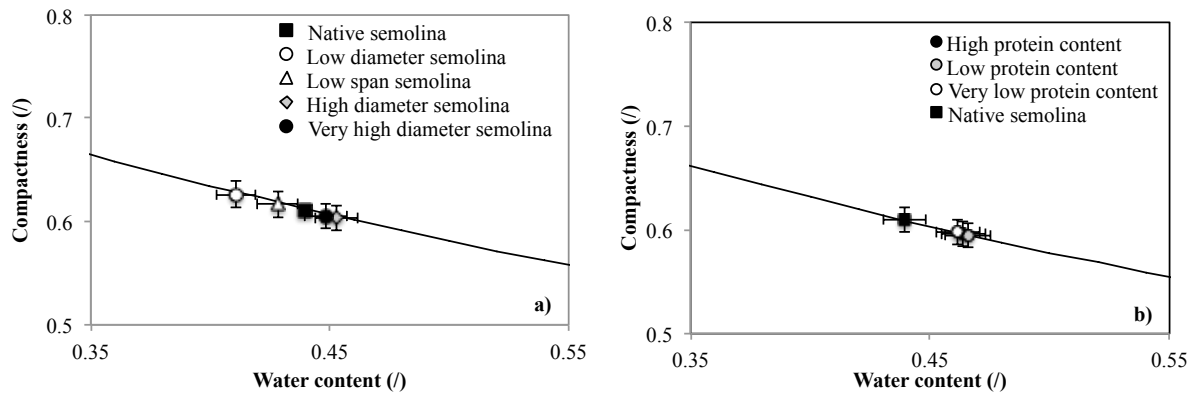 0.8
0.7
0.6
0.5
0.35
0.45
0.55
Compactness (/)
Water content (/)
Native semolina
Low diameter semolina
Low span semolina
High diameter semolina
Very high diameter semolina
a)
0.8
0.7
0.6
0.5
0.35
0.45
0.55
Compactness (/)
Water content (/)
High protein content
Low protein content
Very low protein content
Native semolina
b)